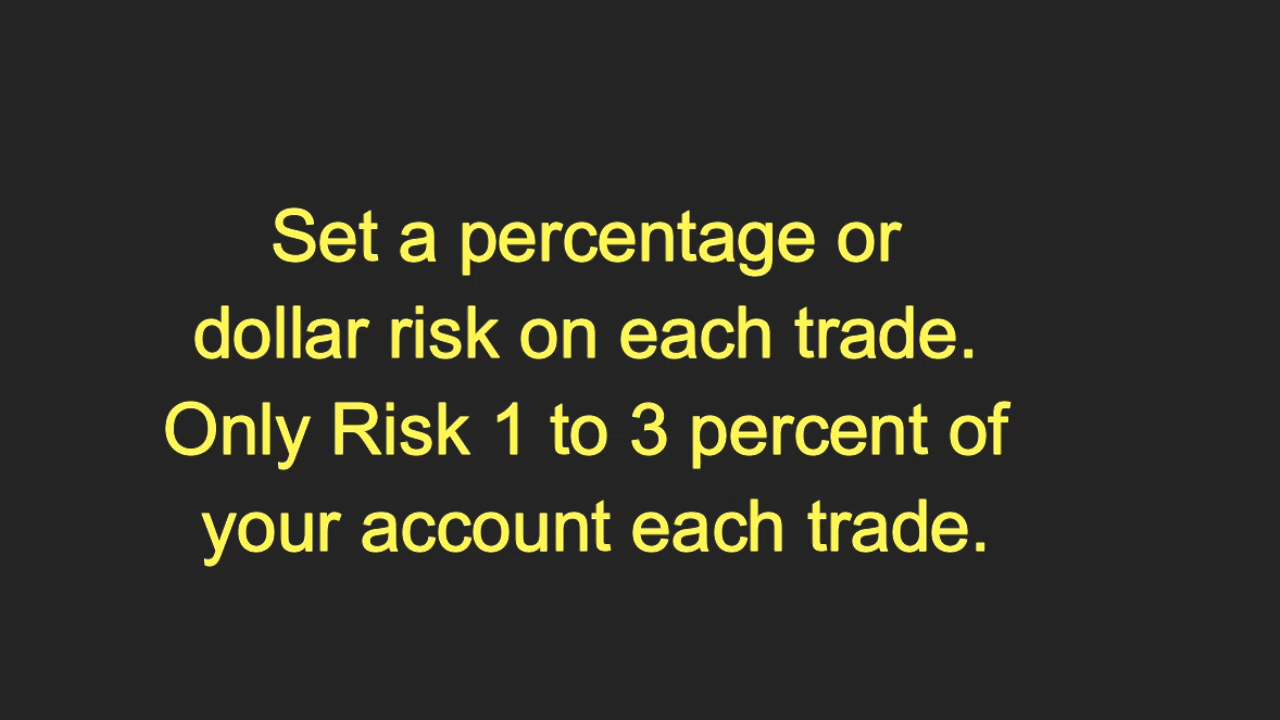 Set a percentage or
dollar risk on each trade.
Only Risk 1 to 3 percent of
your account each trade.